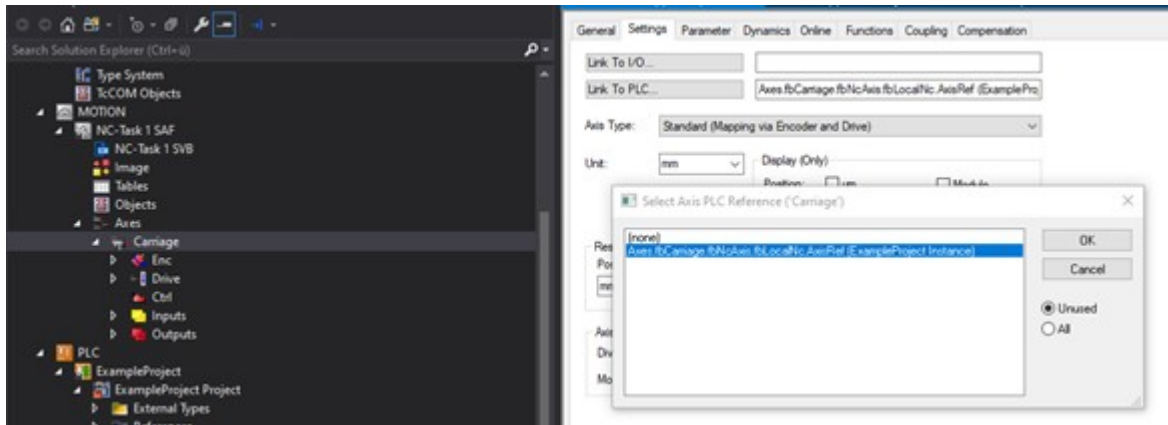 Search Solution Explorer (Ctrl+ü)
Type System
TcCOM Objects
MOTION
NC-Task 1 SAF
NC-Task 1 SVB
Image
Tables
Objects
Axes
Carriage
Enc
Drive
Ctrl
Inputs
Outputs
PLC
ExampleProject
ExampleProject Project
External Types
General Settings Parameter Dynamics Online Functions Coupling Compensation
Link To I/O...
Link To PLC... Axes.fbCarriage.fbNcAxis.fbLocalNc.AxisRef (ExamplePro
Axis Type: Standard (Mapping via Encoder and Drive)
Unit: mm Display (Only)
Select Axis PLC Reference ('Carriage')
(none)
Axes.fbCarriage.fbNcAxis.fbLocalNc.AxisRef (ExampleProject Instance)
OK
Cancel
Unused
All